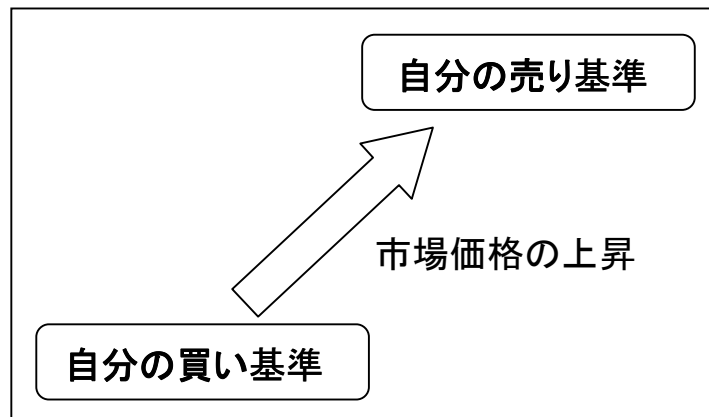 自分の売り基準
市場価格の上昇
自分の買い基準